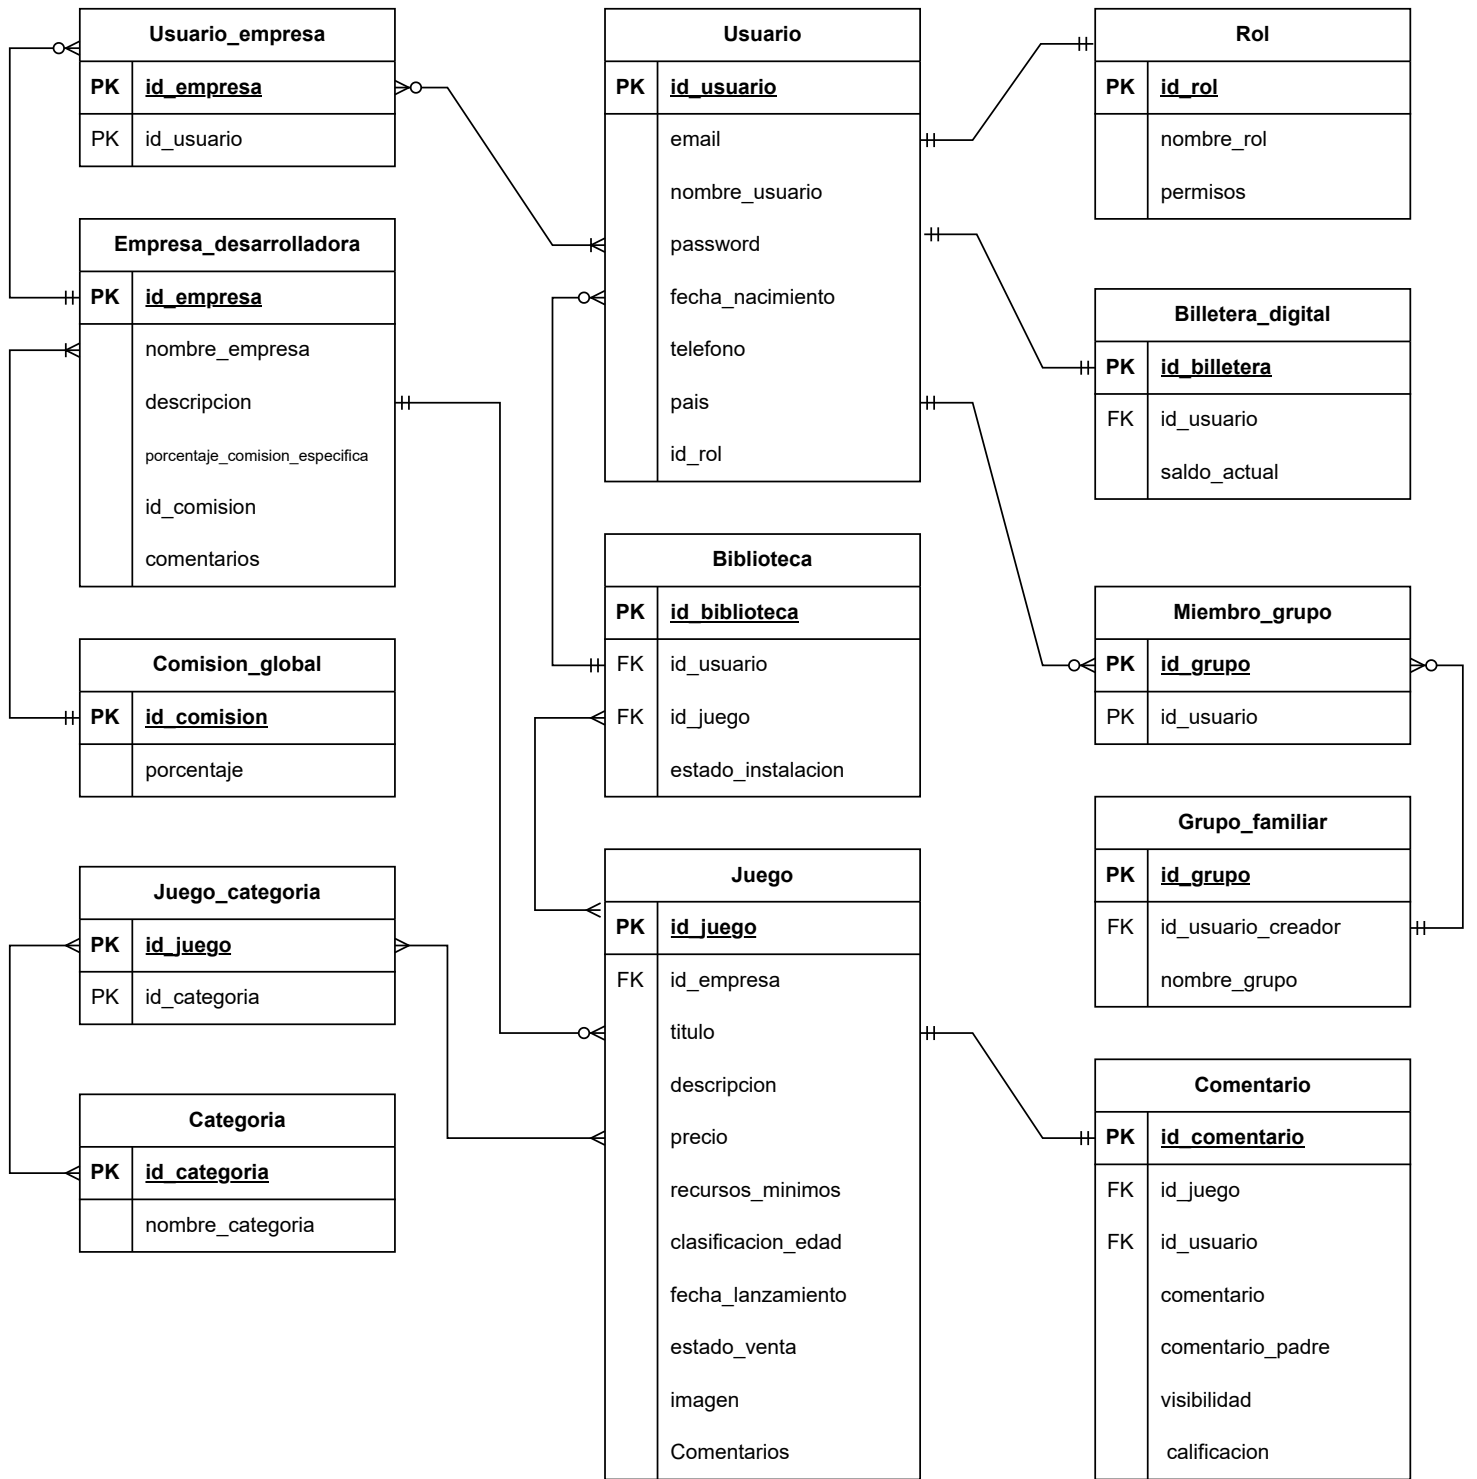 Usuario_empresa
PK id_empresa
PK id_usuario
Empresa_desarrolladora
PK id_empresa
nombre_empresa
descripcion
porcentaje_comision_especifica
id_comision
comentarios
Comision_global
PK id_comision
porcentaje
Juego_categoria
PK id_juego
PK id_categoria
Categoria
PK id_categoria
nombre_categoria
Usuario
PK id_usuario
email
nombre_usuario
password
fecha_nacimiento
telefono
pais
id_rol
Biblioteca
PK id_biblioteca
FK id_usuario
FK id_juego
estado_instalacion
Juego
PK id_juego
FK id_empresa
titulo
descripcion
precio
recursos_minimos
clasificacion_edad
fecha_lanzamiento
estado_venta
imagen
Comentarios
Rol
PK id_rol
nombre_rol
permisos
Billetera_digital
PK id_billetera
FK id_usuario
saldo_actual
Miembro_grupo
PK id_grupo
PK id_usuario
Grupo_familiar
PK id_grupo
FK id_usuario_creador
nombre_grupo
Comentario
PK id_comentario
FK id_juego
FK id_usuario
comentario
comentario_padre
visibilidad
calificacion